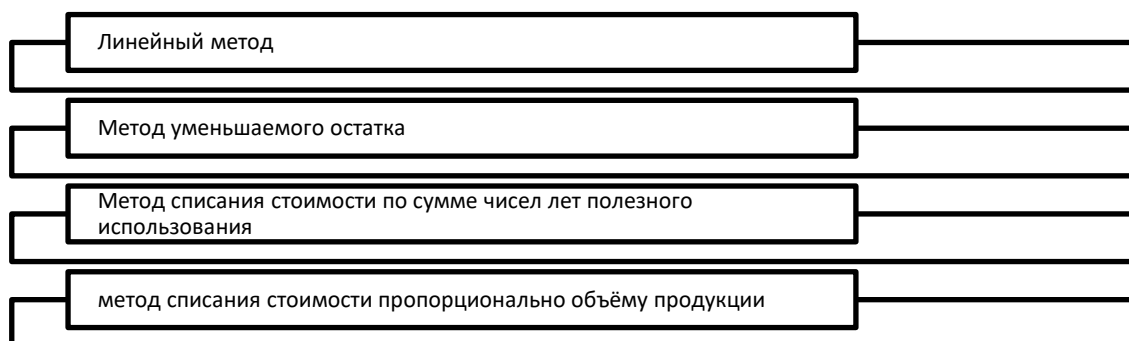 Линейный метод
Метод уменьшаемого остатка
Метод списания стоимости по сумме чисел лет полезного
использования
метод списания стоимости пропорционально объёму продукции